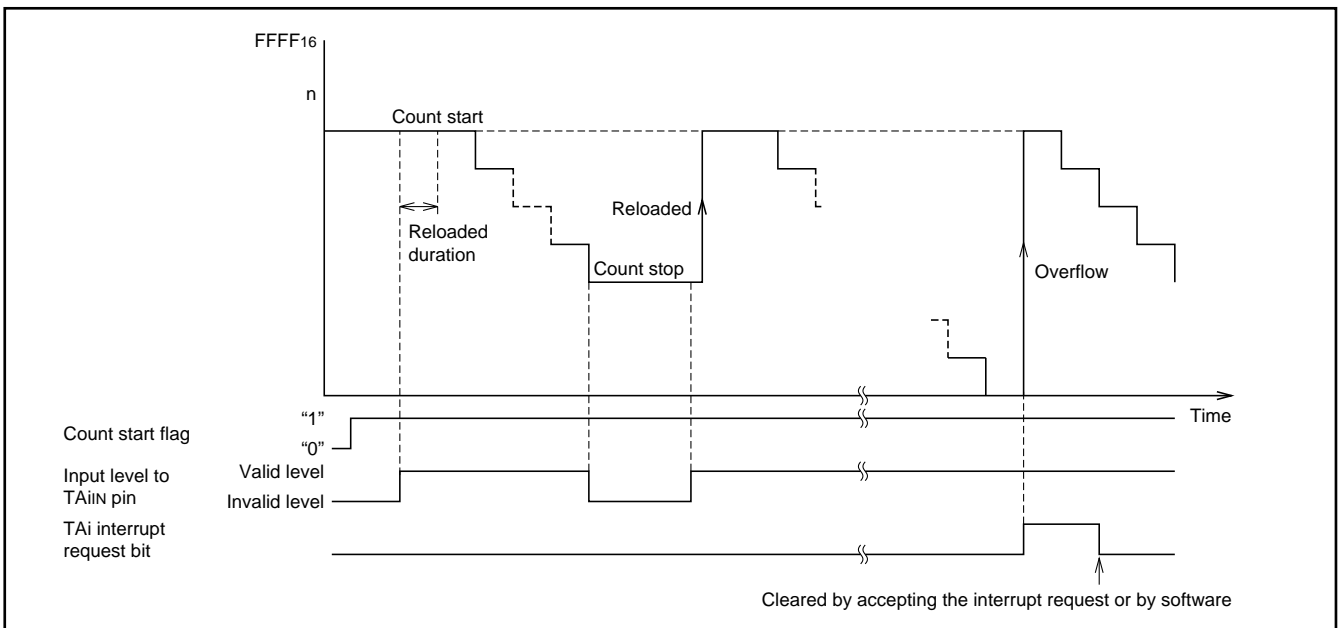 FFFF16
n
Count start
Reloaded
duration
Reloaded
Count stop
Overflow
Time
Count start flag
“1”
“0”
Input level to
TAiIN pin
Valid level
Invalid level
TAi interrupt
request bit
Cleared by accepting the interrupt request or by software